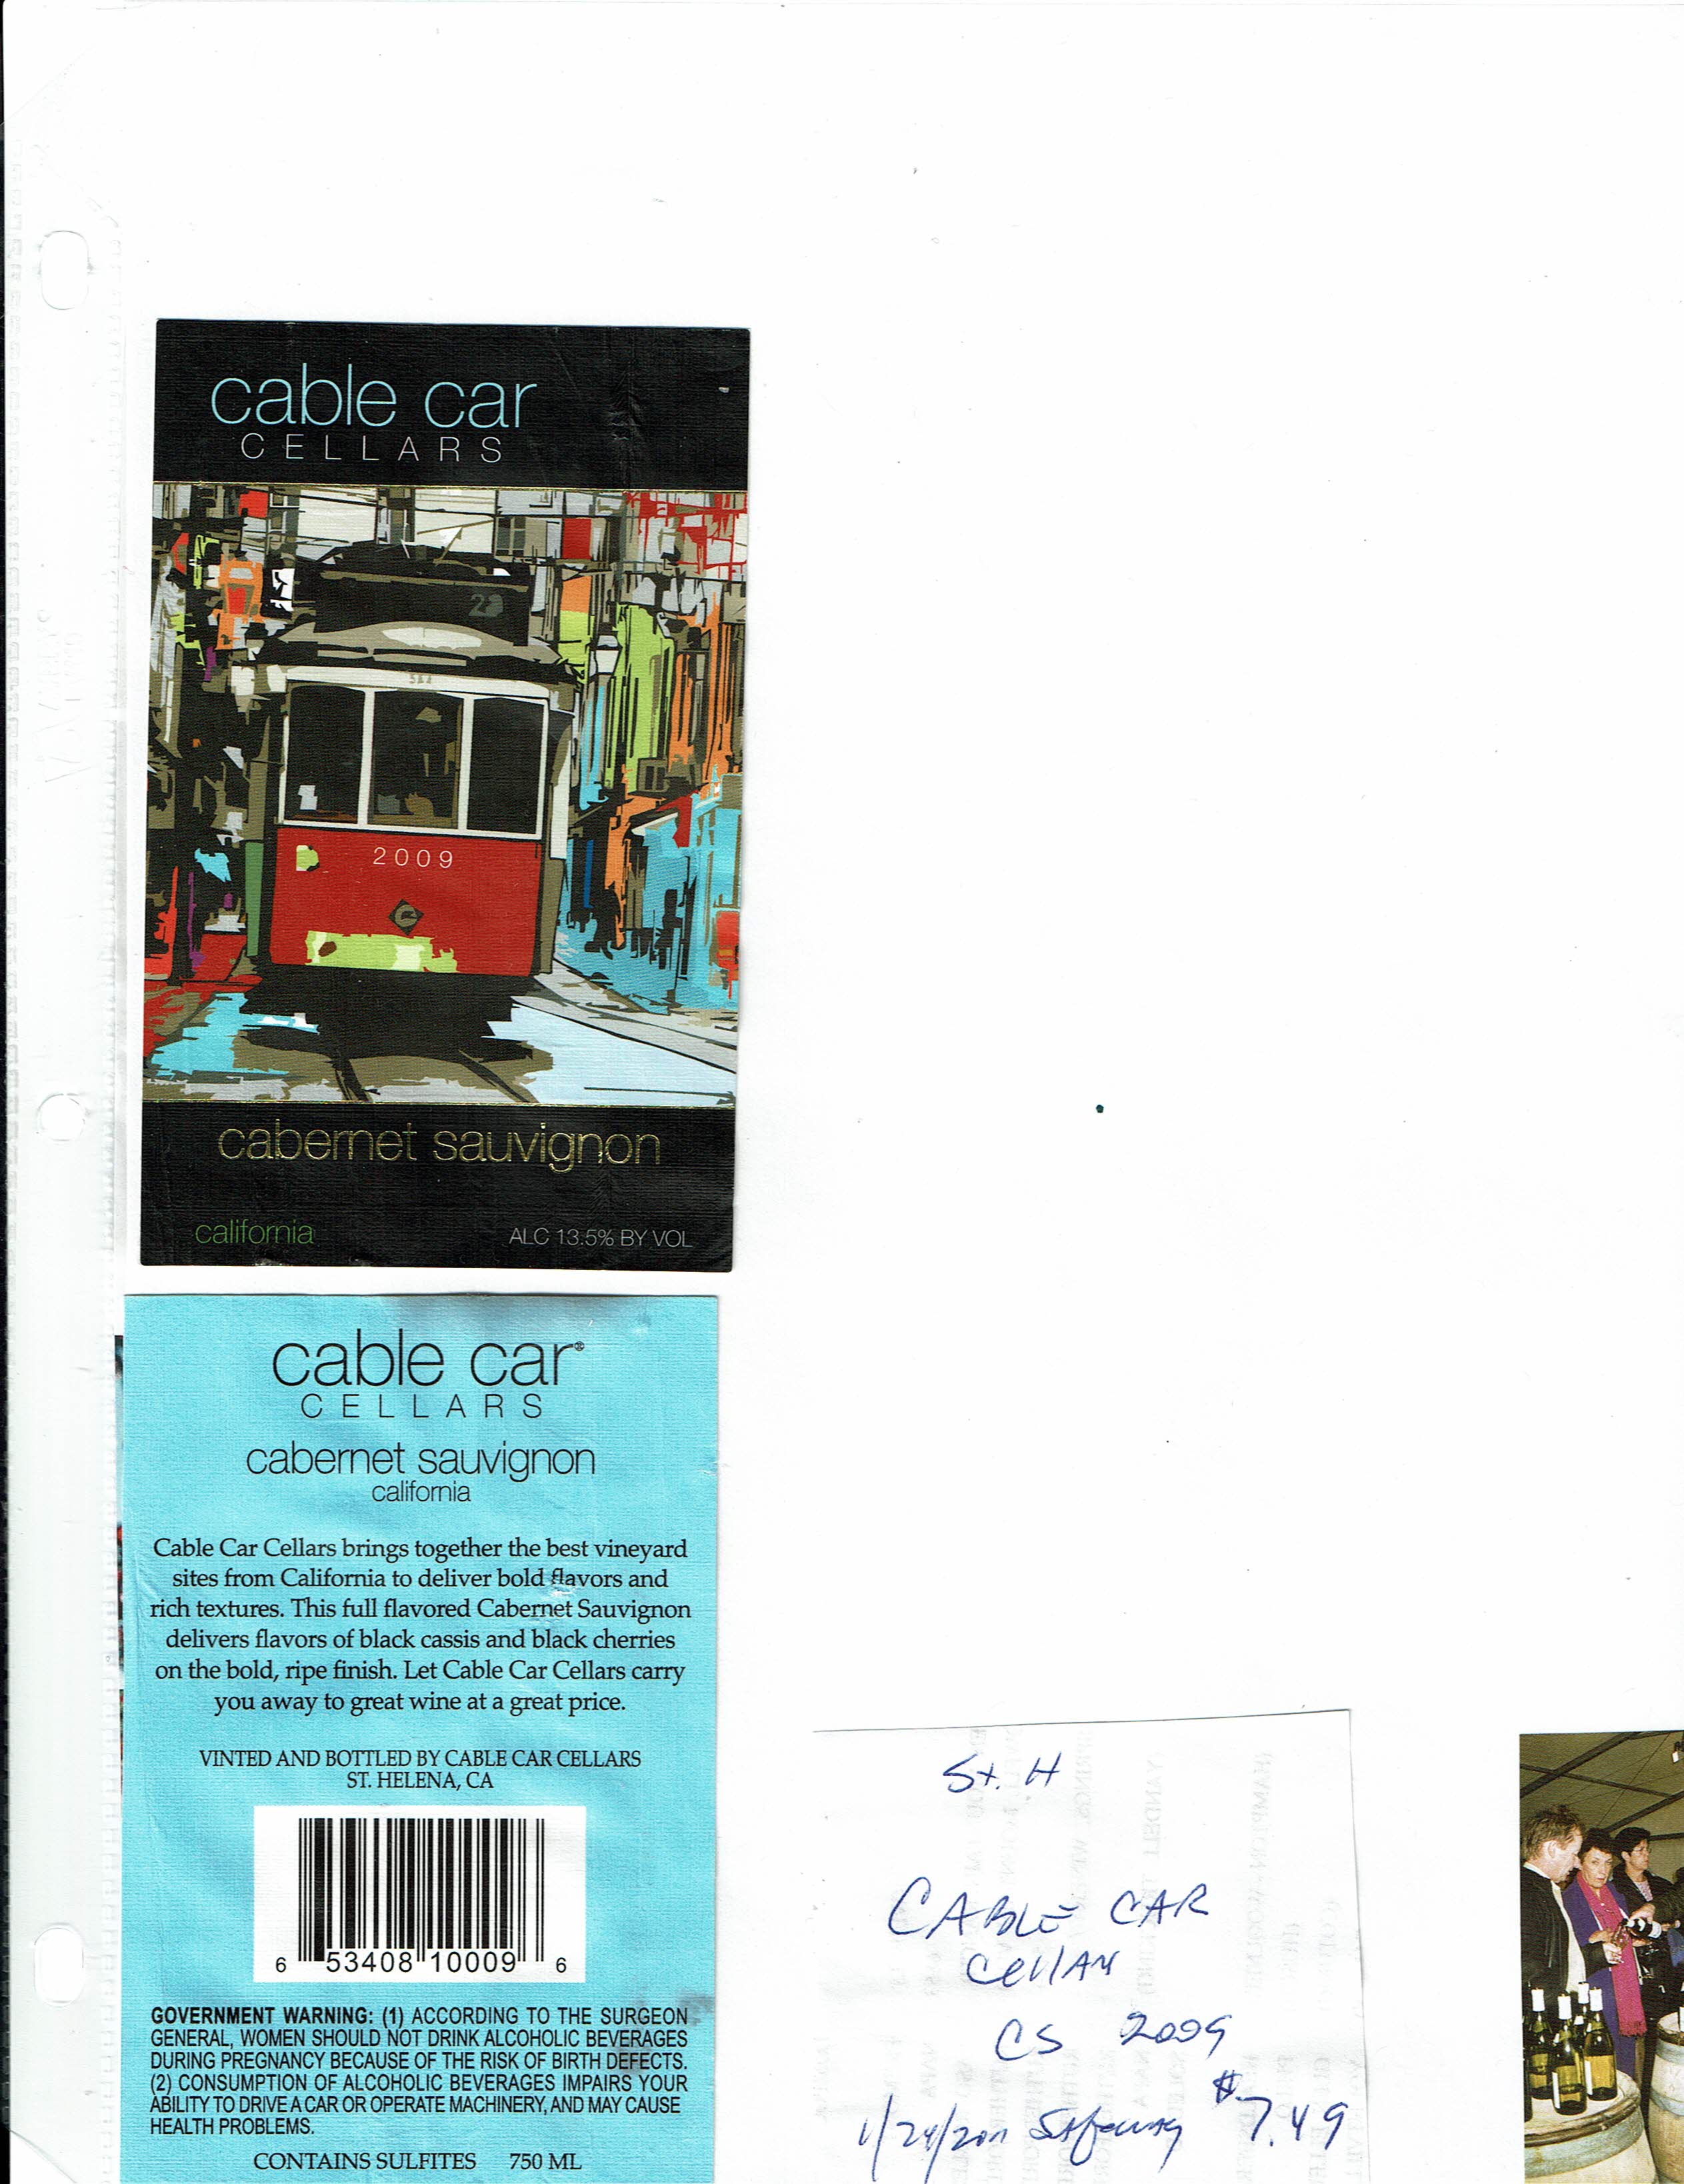 cable car
CELLARS
28
2009
cabernet sauvignon
california
ALC 13.5% BY VOL
cable car®
CELLARS
cabernet sauvignon
california
Cable Car Cellars brings together the best vineyard
sites from California to deliver bold flavors and
rich textures. This full flavored Cabernet Sauvignon
delivers flavors of black cassis and black cherries
on the bold, ripe finish. Let Cable Car Cellars carry
you away to great wine at a great price.
VINTED AND BOTTLED BY CABLE CAR CELLARS
ST. HELENA, CA
6 53408 10009 6
GOVERNMENT WARNING: (1) ACCORDING TO THE SURGEON
GENERAL, WOMEN SHOULD NOT DRINK ALCOHOLIC BEVERAGES
DURING PREGNANCY BECAUSE OF THE RISK OF BIRTH DEFECTS.
(2) CONSUMPTION OF ALCOHOLIC BEVERAGES IMPAIRS YOUR
ABILITY TO DRIVE A CAR OR OPERATE MACHINERY, AND MAY CAUSE
HEALTH PROBLEMS.
CONTAINS SULFITES 750 ML
St. H
CABLE CAR
CellAR
CS 2009
1/24/2011 Safeway $7.49